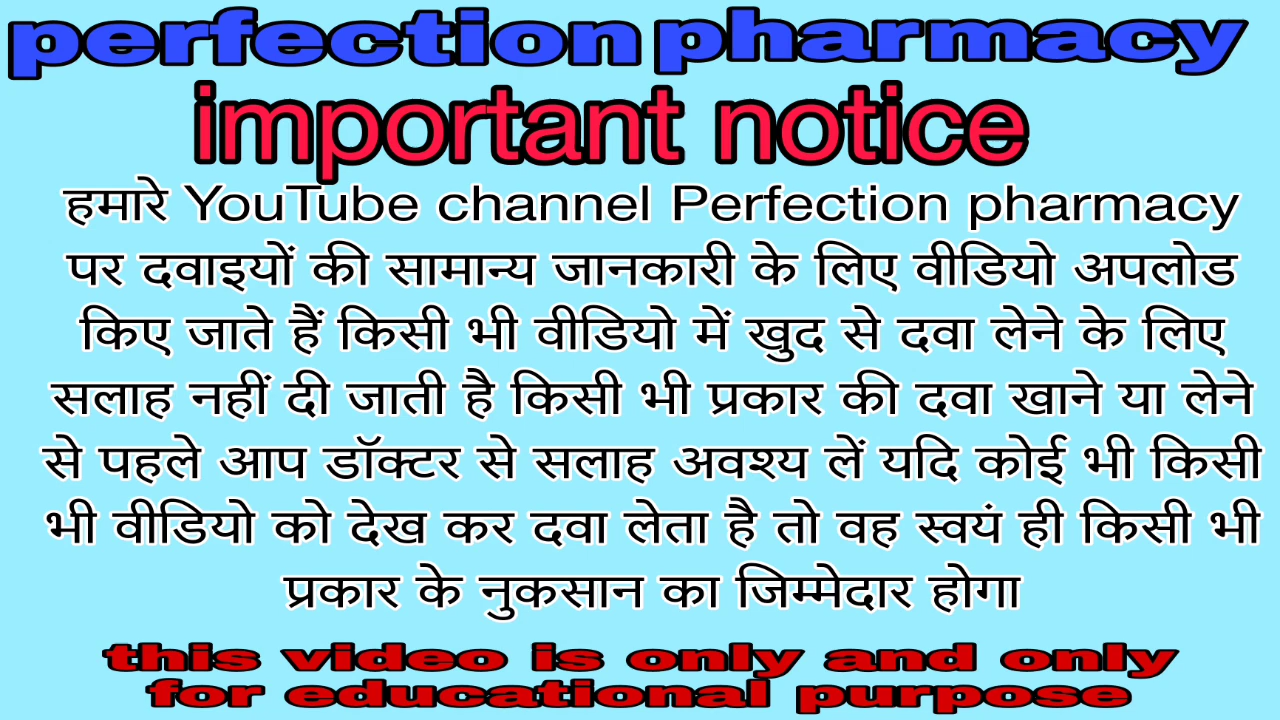 perfection pharmacy
important notice
हमारे YouTube channel Perfection pharmacy
पर दवाइयों की सामान्य जानकारी के लिए वीडियो अपलोड
किए जाते हैं किसी भी वीडियो में खुद से दवा लेने के लिए
सलाह नहीं दी जाती है किसी भी प्रकार की दवा खाने या लेने
से पहले आप डॉक्टर से सलाह अवश्य लें यदि कोई भी किसी
भी वीडियो को देख कर दवा लेता है तो वह स्वयं ही किसी भी
प्रकार के नुकसान का जिम्मेदार होगा
this video is only and only
for educational purpose